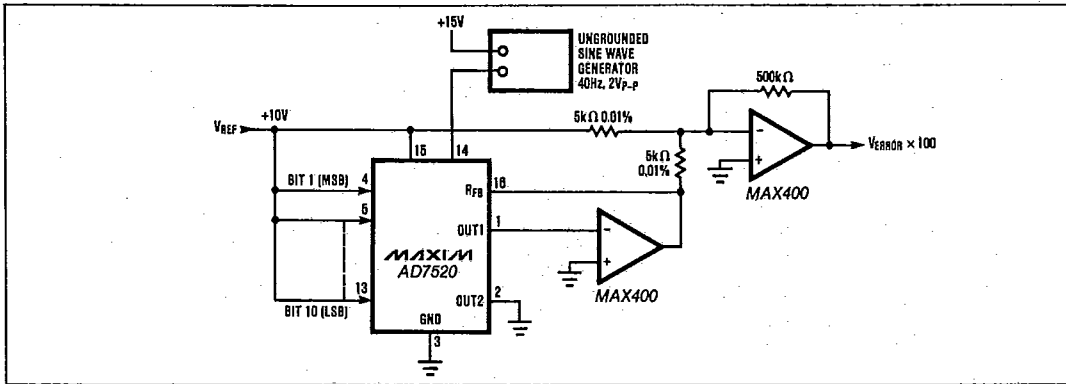 +15V
UNGROUNDED
SINE WAVE
GENERATOR
40Hz, 2Vp-p
500kΩ
VREF
+10V
5kΩ 0.01%
5kΩ
0.01%
-
+
VERROR × 100
MAX400
15
14
BIT 1 (MSB)
4
5
RFB
16
OUT1
1
MAXIM
AD7520
-
+
MAX400
13
BIT 10 (LSB)
OUT2
2
GND
3